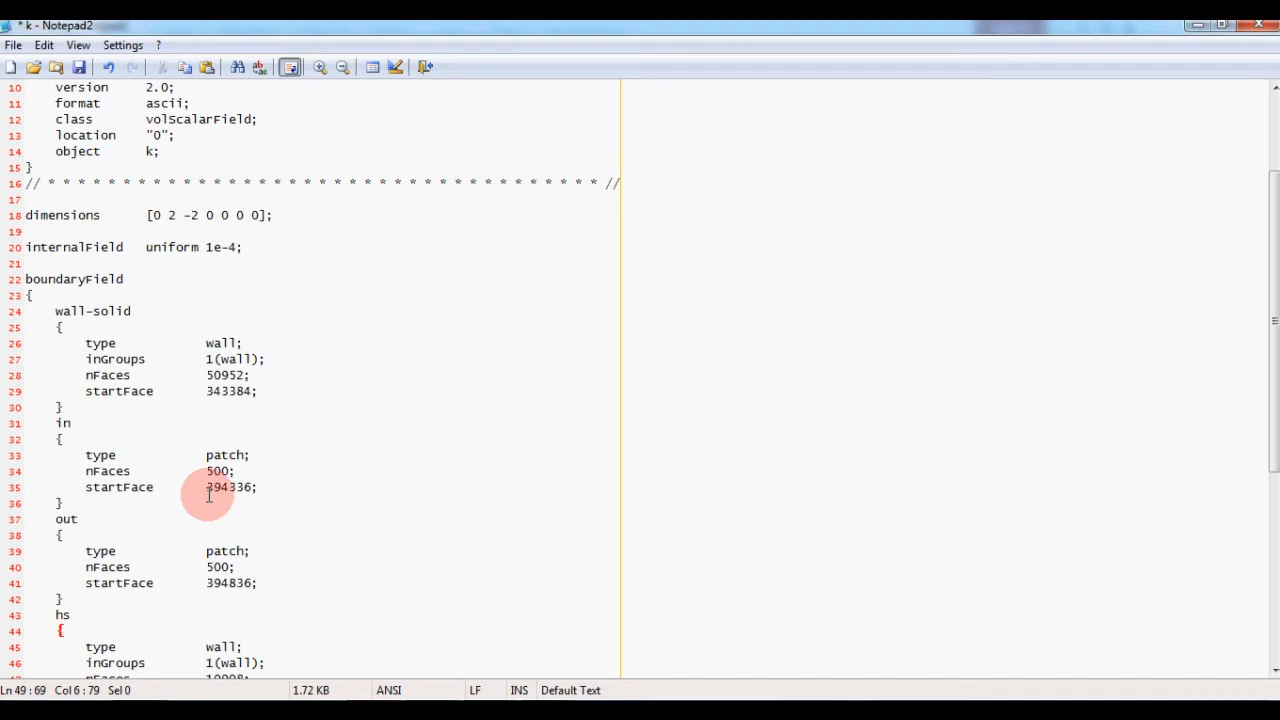 * k - Notepad2
File Edit View Settings ?
10 version 2.0;
11 format ascii;
12 class volScalarField;
13 location "0";
14 object k;
15 }
16 // * * * * * * * * * * * * * * * * * * * * * * * * * * * * * * * * * * * * * //
17
18 dimensions [0 2 -2 0 0 0 0];
19
20 internalField uniform 1e-4;
21
22 boundaryField
23 {
24 wall-solid
25 {
26 type wall;
27 inGroups 1(wall);
28 nFaces 50952;
29 startFace 343384;
30 }
31 in
32 {
33 type patch;
34 nFaces 500;
35 startFace 394336;
36 }
37 out
38 {
39 type patch;
40 nFaces 500;
41 startFace 394836;
42 }
43 hs
44 {
45 type wall;
46 inGroups 1(wall);
Ln 49 : 69 Col 6 : 79 Sel 0 1.72 KB ANSI LF INS Default Text